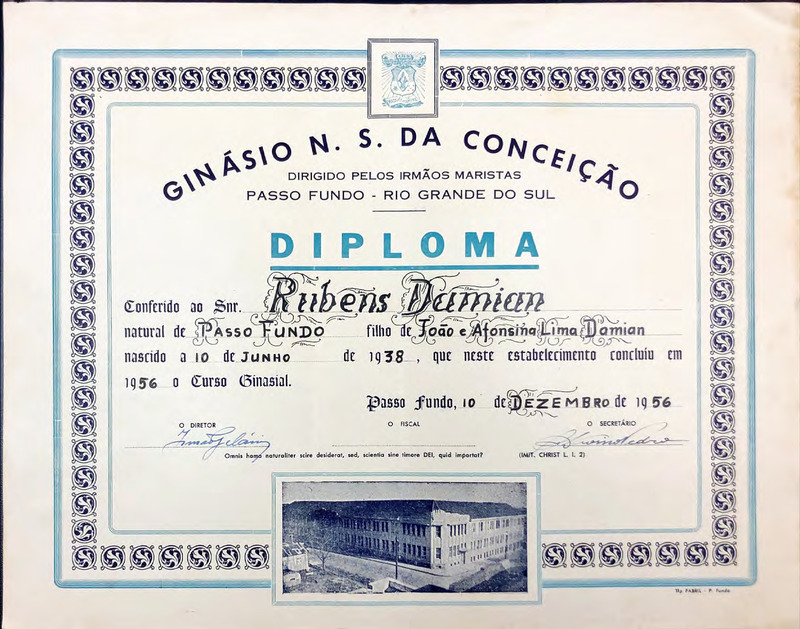 GINÁSIO N. S. DA CONCEIÇÃO
DIRIGIDO PELOS IRMÃOS MARISTAS
PASSO FUNDO - RIO GRANDE DO SUL
DIPLOMA
Conferido ao Snr. Rubens Damian
natural de PASSO FUNDO filho de João e Afonsina Lima Damian
nascido a 10 de JUNHO de 1938, que neste estabelecimento concluiu em
1956 o Curso Ginasial.
Passo Fundo, 10 de DEZEMBRO de 1956
O DIRETOR O FISCAL O SECRETÁRIO
Omnis homo naturaliter scire desiderat, sed, scientia sine timore DEI, quid importat? (IMIT. CHRIST L. I. 2)
Tip. PABRIL - P. Fundo